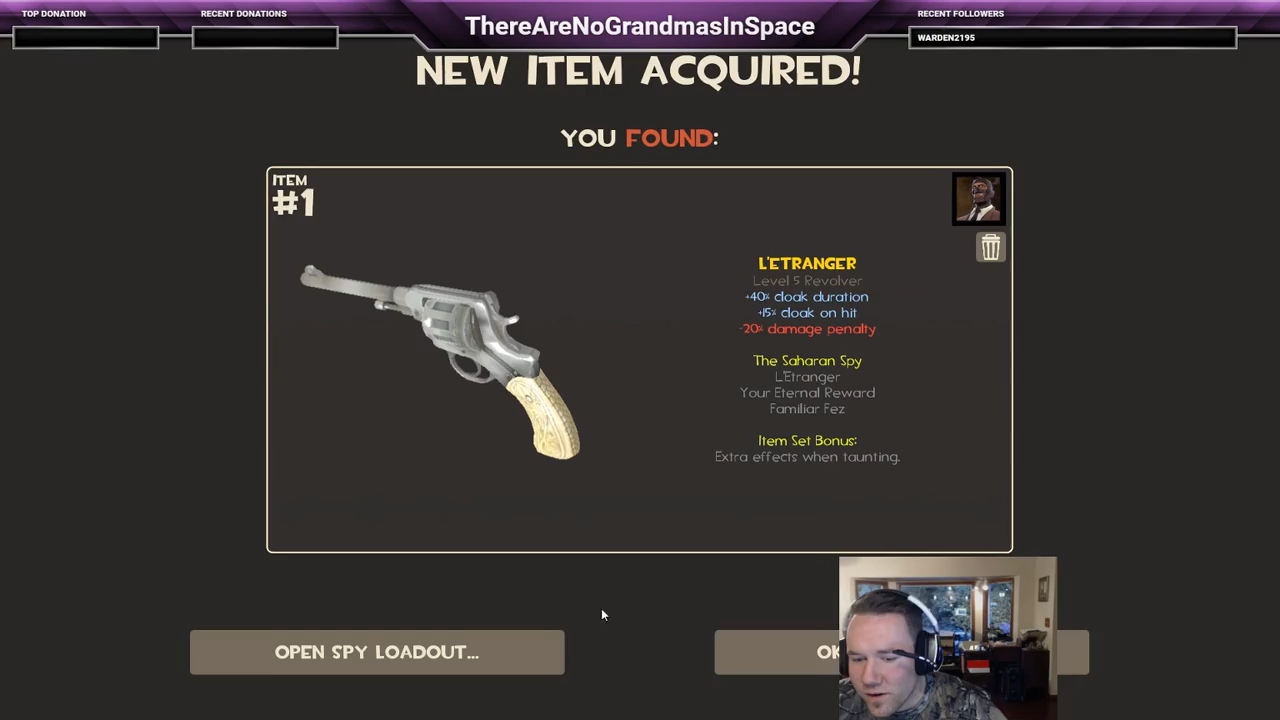 TOP DONATION
RECENT DONATIONS
ThereAreNoGrandmasInSpace
RECENT FOLLOWERS
WARDEN2195
NEW ITEM ACQUIRED!
YOU FOUND:
ITEM
#1
L'ETRANGER
Level 5 Revolver
+40% cloak duration
+15% cloak on hit
-20% damage penalty
The Saharan Spy
L'Etranger
Your Eternal Reward
Familiar Fez
Item Set Bonus:
Extra effects when taunting.
OPEN SPY LOADOUT...
OK